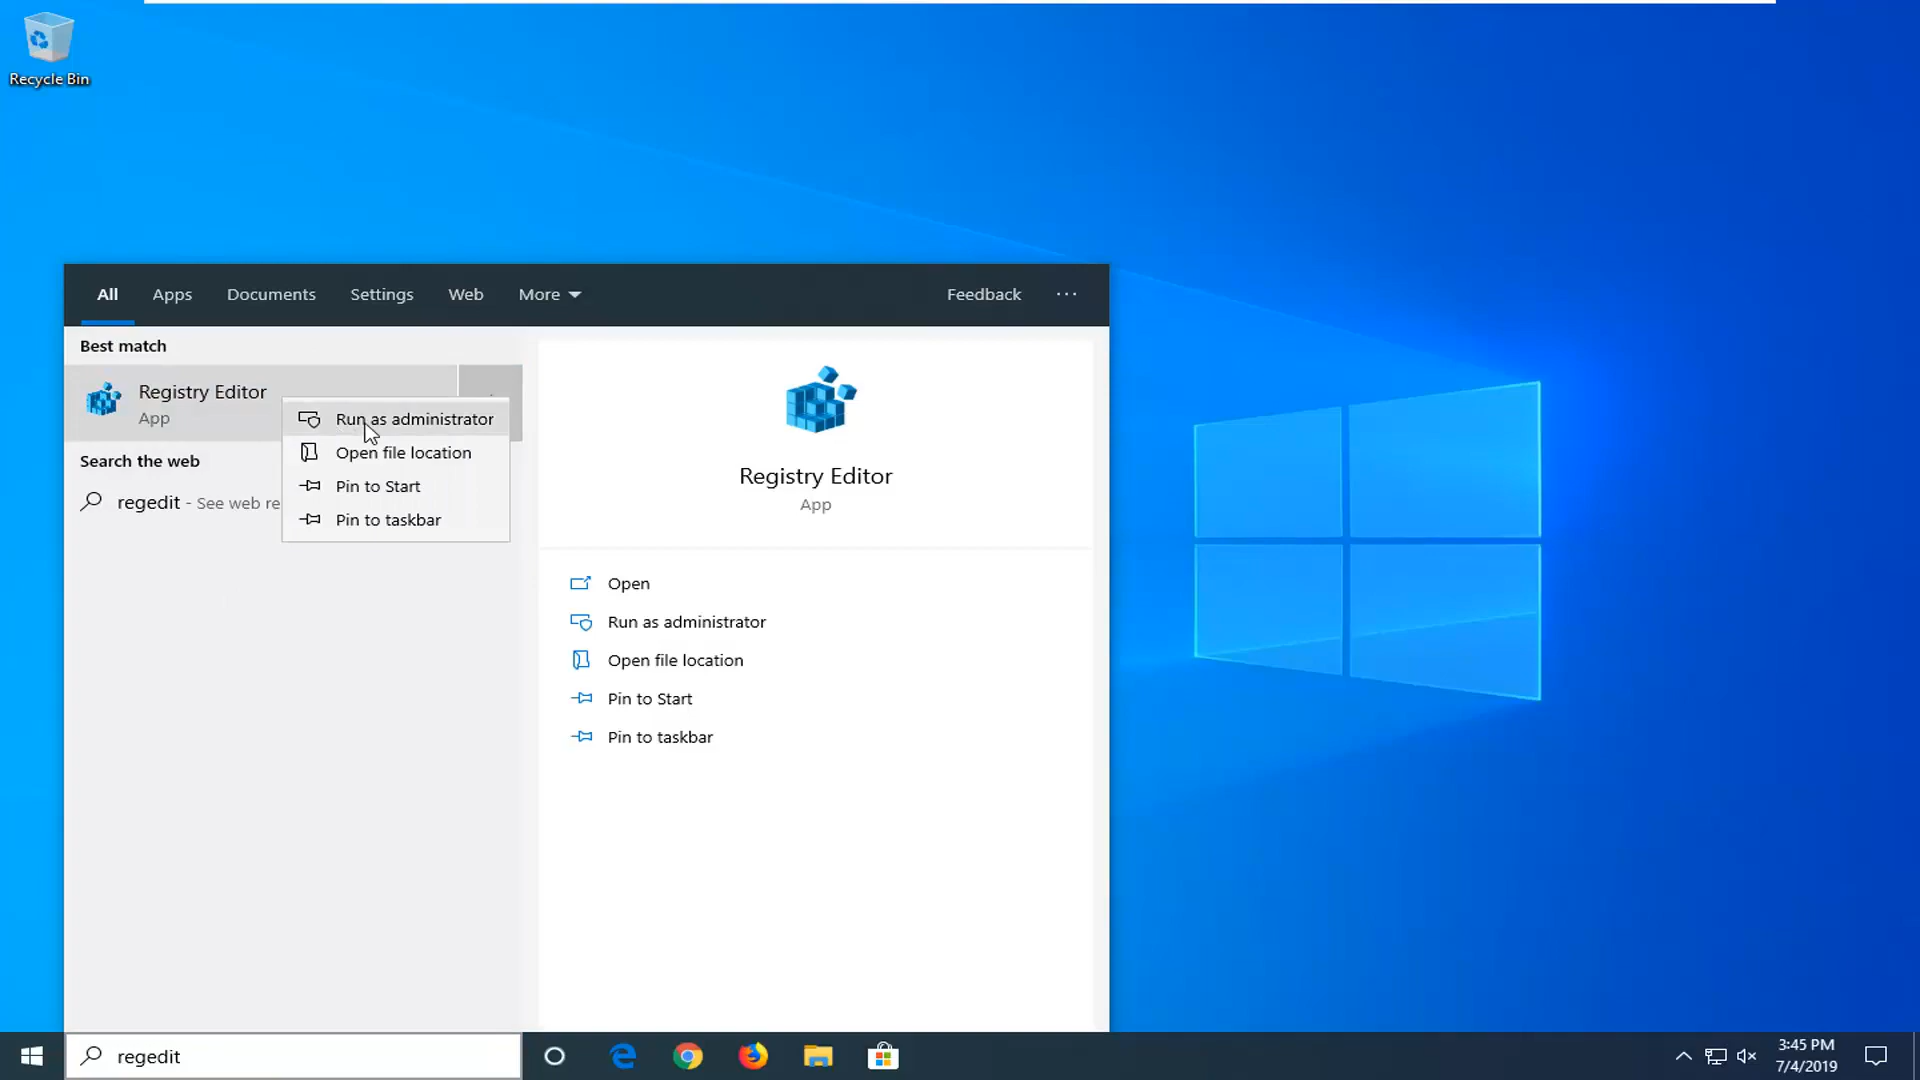 Recycle Bin
All Apps Documents Settings Web More Feedback ...
Best match
Registry Editor
App
Run as administrator
Open file location
Pin to Start
Pin to taskbar
Search the web
regedit - See web re
Registry Editor
App
Open
Run as administrator
Open file location
Pin to Start
Pin to taskbar
regedit
3:45 PM
7/4/2019